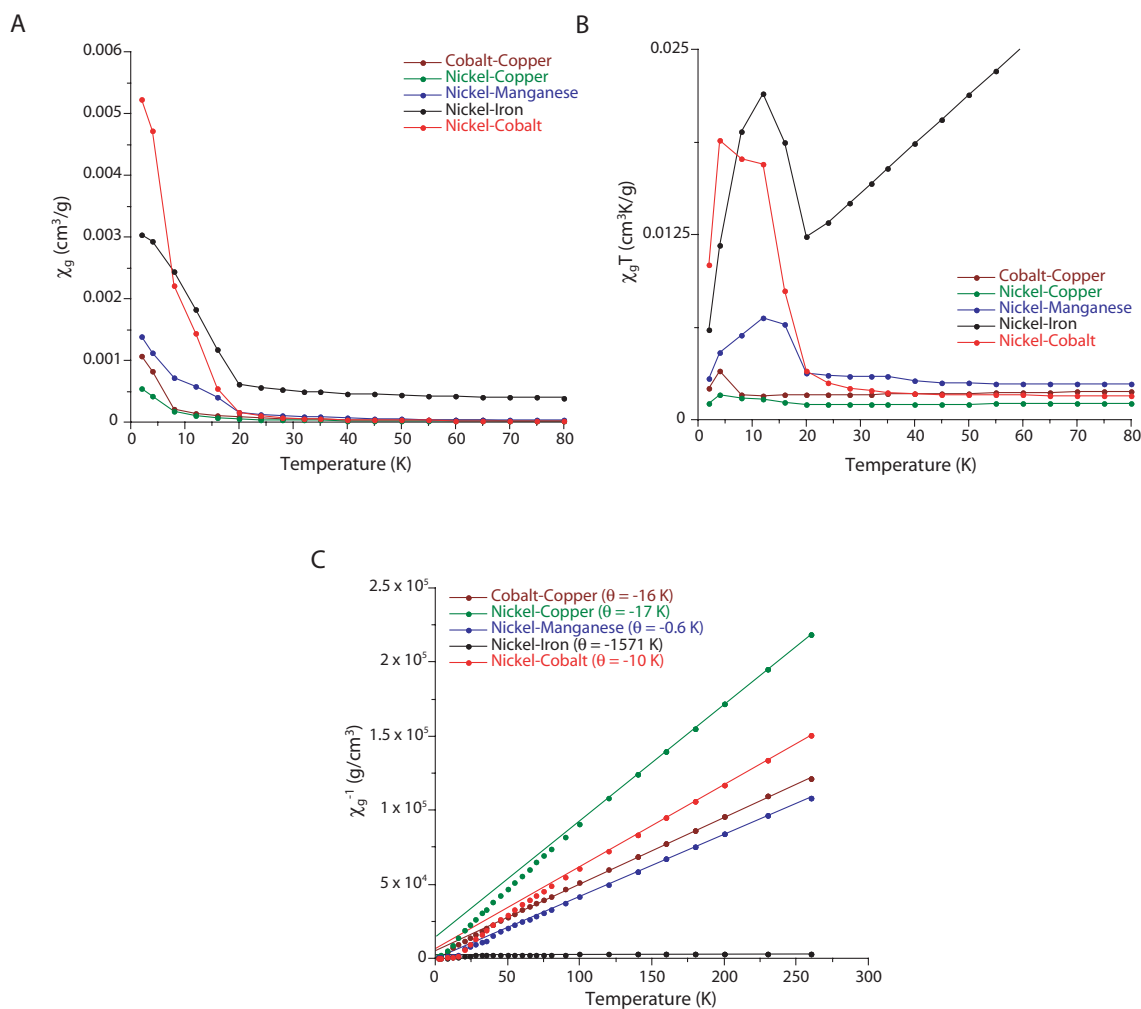 A
0.006
0.005
0.004
0.003
0.002
0.001
0
χg (cm³/g)
Cobalt-Copper
Nickel-Copper
Nickel-Manganese
Nickel-Iron
Nickel-Cobalt
0 10 20 30 40 50 60 70 80
Temperature (K)
B
0.025
0.0125
0
χgT (cm³K/g)
Cobalt-Copper
Nickel-Copper
Nickel-Manganese
Nickel-Iron
Nickel-Cobalt
0 10 20 30 40 50 60 70 80
Temperature (K)
C
2.5 x 10⁵
2 x 10⁵
1.5 x 10⁵
1 x 10⁵
5 x 10⁴
0
χg⁻¹ (g/cm³)
Cobalt-Copper (θ = -16 K)
Nickel-Copper (θ = -17 K)
Nickel-Manganese (θ = -0.6 K)
Nickel-Iron (θ = -1571 K)
Nickel-Cobalt (θ = -10 K)
0 50 100 150 200 250 300
Temperature (K)